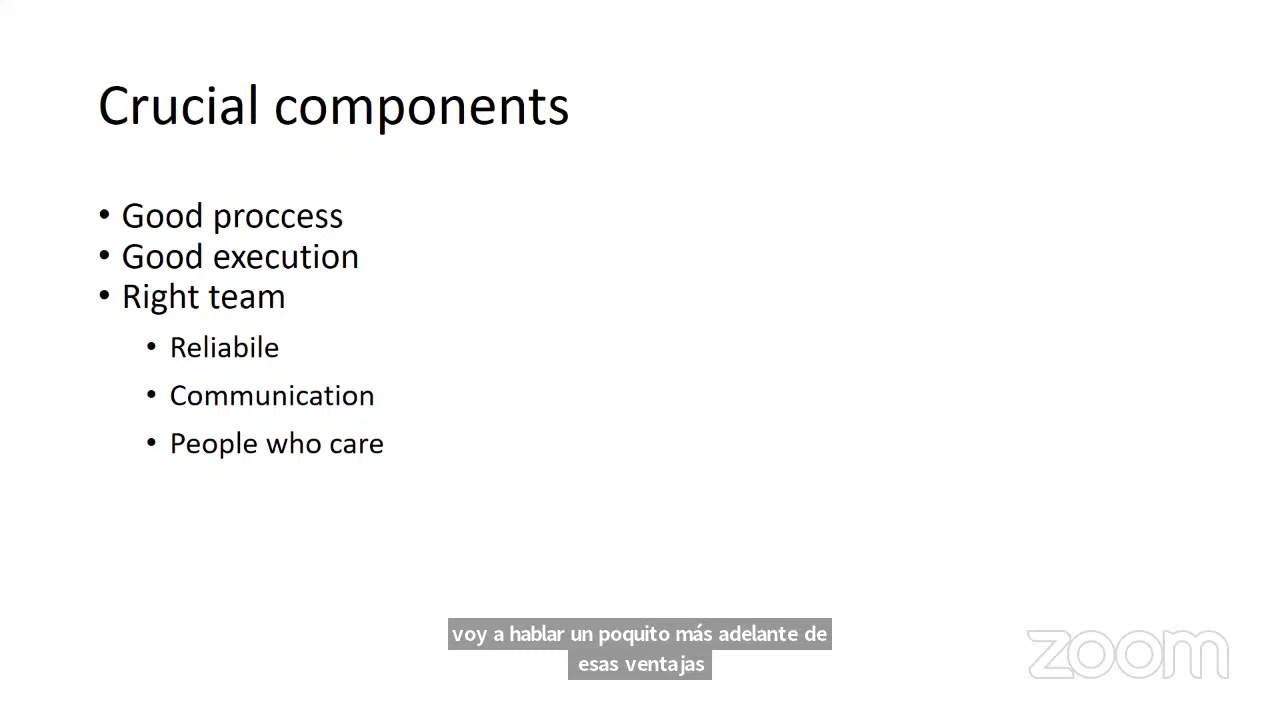 Crucial components
• Good proccess
• Good execution
• Right team
• Reliabile
• Communication
• People who care
voy a hablar un poquito más adelante de
esas ventajas
zoom